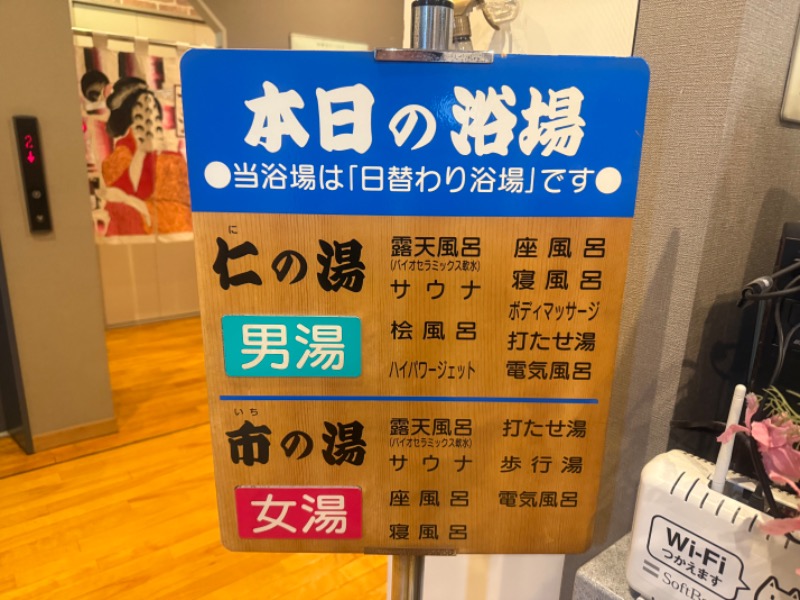 本日の浴場
●当浴場は「日替わり浴場」です●
に
仁の湯
男湯
露天風呂
(バイオセラミックス軟水)
サウナ
桧風呂
ハイパワージェット
座風呂
寝風呂
ボディマッサージ
打たせ湯
電気風呂
いち
市の湯
女湯
露天風呂
(バイオセラミックス軟水)
サウナ
座風呂
寝風呂
打たせ湯
歩行湯
電気風呂
2
Wi-Fi
つかえます